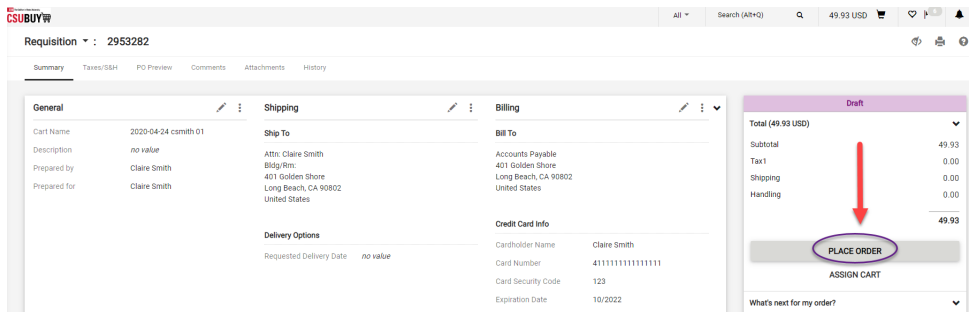 CSUBUY
All
Search (Alt+Q)
49.93 USD
Requisition : 2953282
Summary
Taxes/S&H
PO Preview
Comments
Attachments
History
General
Cart Name 2020-04-24 csmith 01
Description no value
Prepared by Claire Smith
Prepared for Claire Smith
Shipping
Ship To
Attn: Claire Smith
Bldg/Rm:
401 Golden Shore
Long Beach, CA 90802
United States
Delivery Options
Requested Delivery Date no value
Billing
Bill To
Accounts Payable
401 Golden Shore
Long Beach, CA 90802
United States
Credit Card Info
Cardholder Name Claire Smith
Card Number 4111111111111111
Card Security Code 123
Expiration Date 10/2022
Draft
Total (49.93 USD)
Subtotal 49.93
Tax1 0.00
Shipping 0.00
Handling 0.00
49.93
PLACE ORDER
ASSIGN CART
What's next for my order?